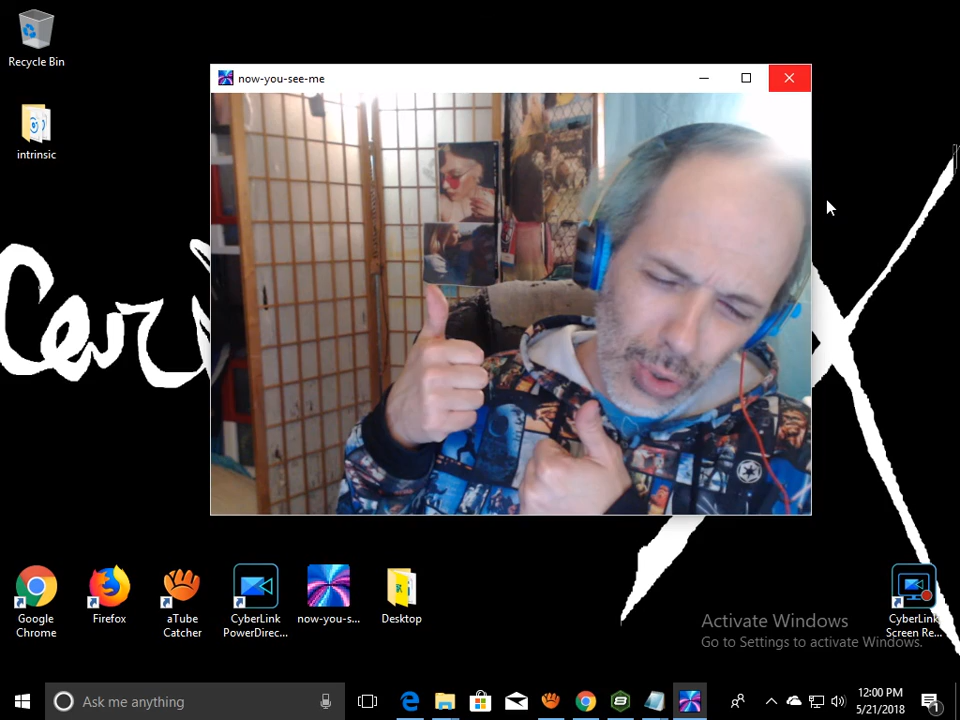 Recycle Bin
now-you-see-me
intrinsic
Google
Chrome
Firefox
aTube
Catcher
CyberLink
PowerDirec...
now-you-s...
Desktop
CyberLink
Screen Re...
Activate Windows
Go to Settings to activate Windows.
Ask me anything
12:00 PM
5/21/2018
1